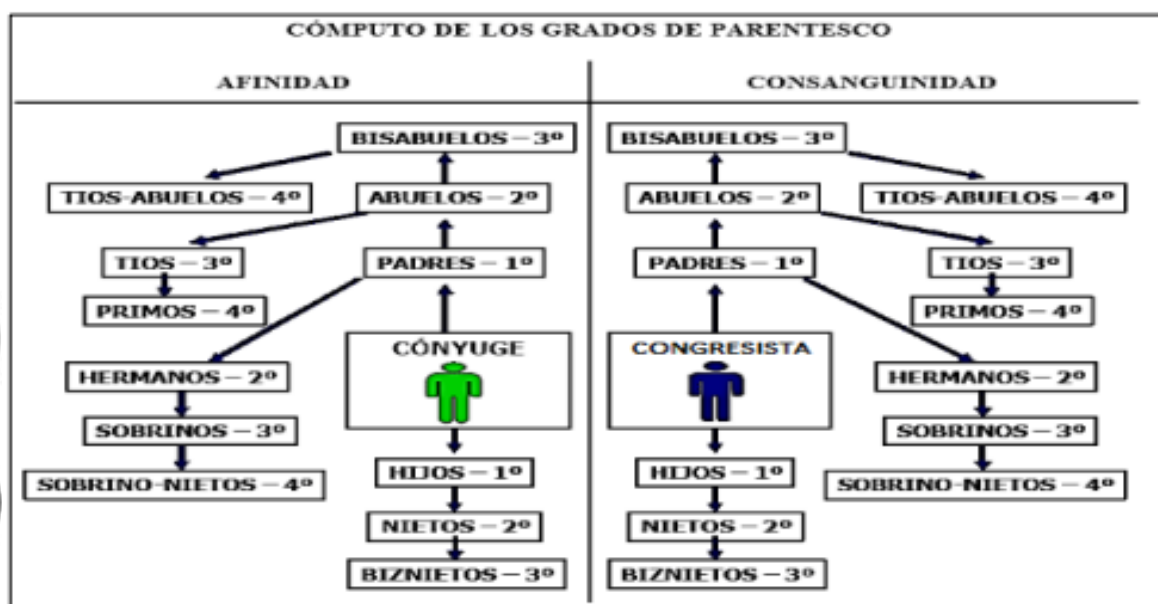 CÓMPUTO DE LOS GRADOS DE PARENTESCO
AFINIDAD
CONSANGUINIDAD
BISABUELOS – 3º
TIOS-ABUELOS – 4º
ABUELOS – 2º
TIOS – 3º
PADRES – 1º
PRIMOS – 4º
CÓNYUGE
HERMANOS – 2º
SOBRINOS – 3º
SOBRINO-NIETOS – 4º
HIJOS – 1º
NIETOS – 2º
BIZNIETOS – 3º
BISABUELOS – 3º
ABUELOS – 2º
TIOS-ABUELOS – 4º
PADRES – 1º
TIOS – 3º
PRIMOS – 4º
CONGRESISTA
HERMANOS – 2º
SOBRINOS – 3º
SOBRINO-NIETOS – 4º
HIJOS – 1º
NIETOS – 2º
BIZNIETOS – 3º